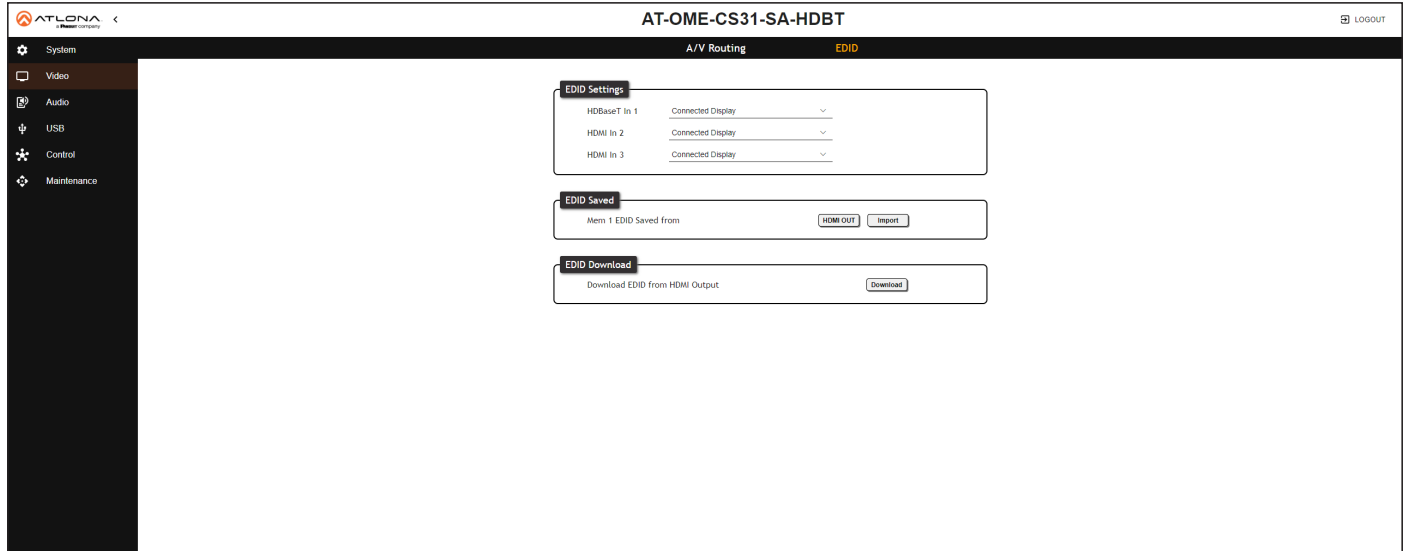 ATLONA
a Panduit company
AT-OME-CS31-SA-HDBT
LOGOUT
System
A/V Routing
EDID
Video
Audio
USB
Control
Maintenance
EDID Settings
HDBaseT In 1 Connected Display
HDMI In 2 Connected Display
HDMI In 3 Connected Display
EDID Saved
Mem 1 EDID Saved from HDMI OUT Import
EDID Download
Download EDID from HDMI Output Download